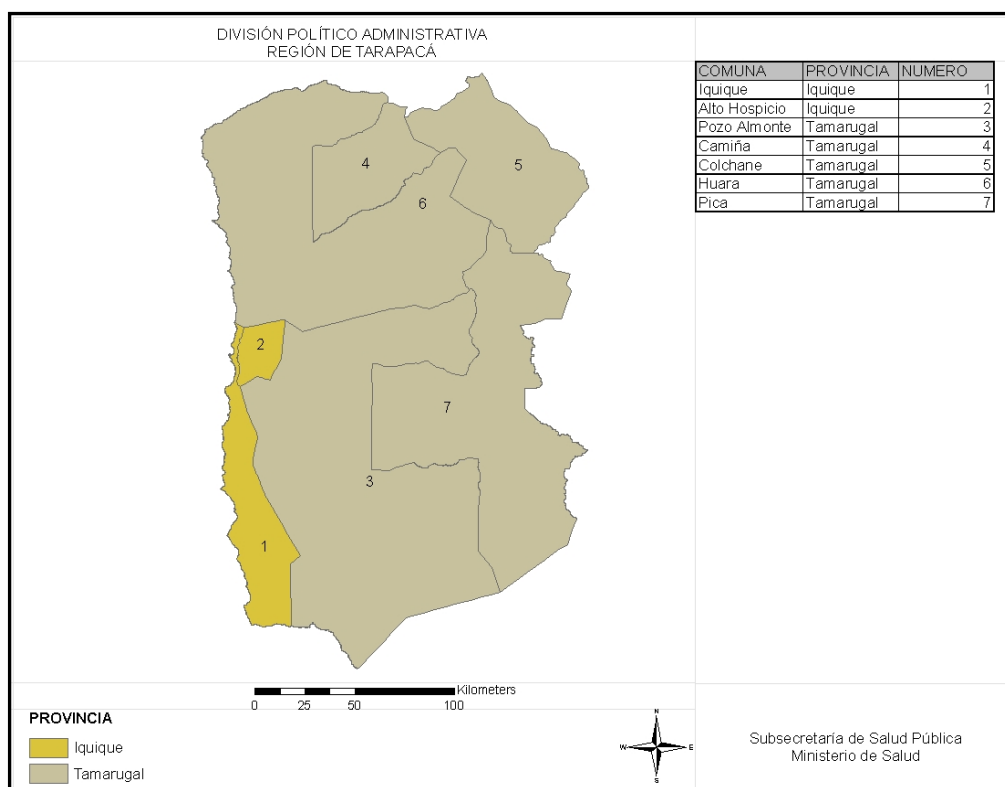 DIVISIÓN POLÍTICO ADMINISTRATIVA
REGIÓN DE TARAPACÁ
COMUNA PROVINCIA NUMERO
Iquique Iquique 1
Alto Hospicio Iquique 2
Pozo Almonte Tamarugal 3
Camiña Tamarugal 4
Colchane Tamarugal 5
Huara Tamarugal 6
Pica Tamarugal 7
4
5
6
2
7
3
1
Kilometers
0 25 50 100
PROVINCIA
Iquique
Tamarugal
N
W E
S
Subsecretaría de Salud Pública
Ministerio de Salud